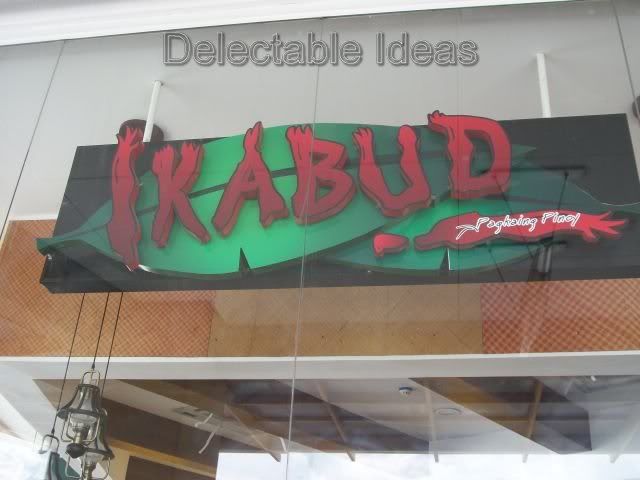 Delectable Ideas
IKABUD
Pagkaing Pinoy